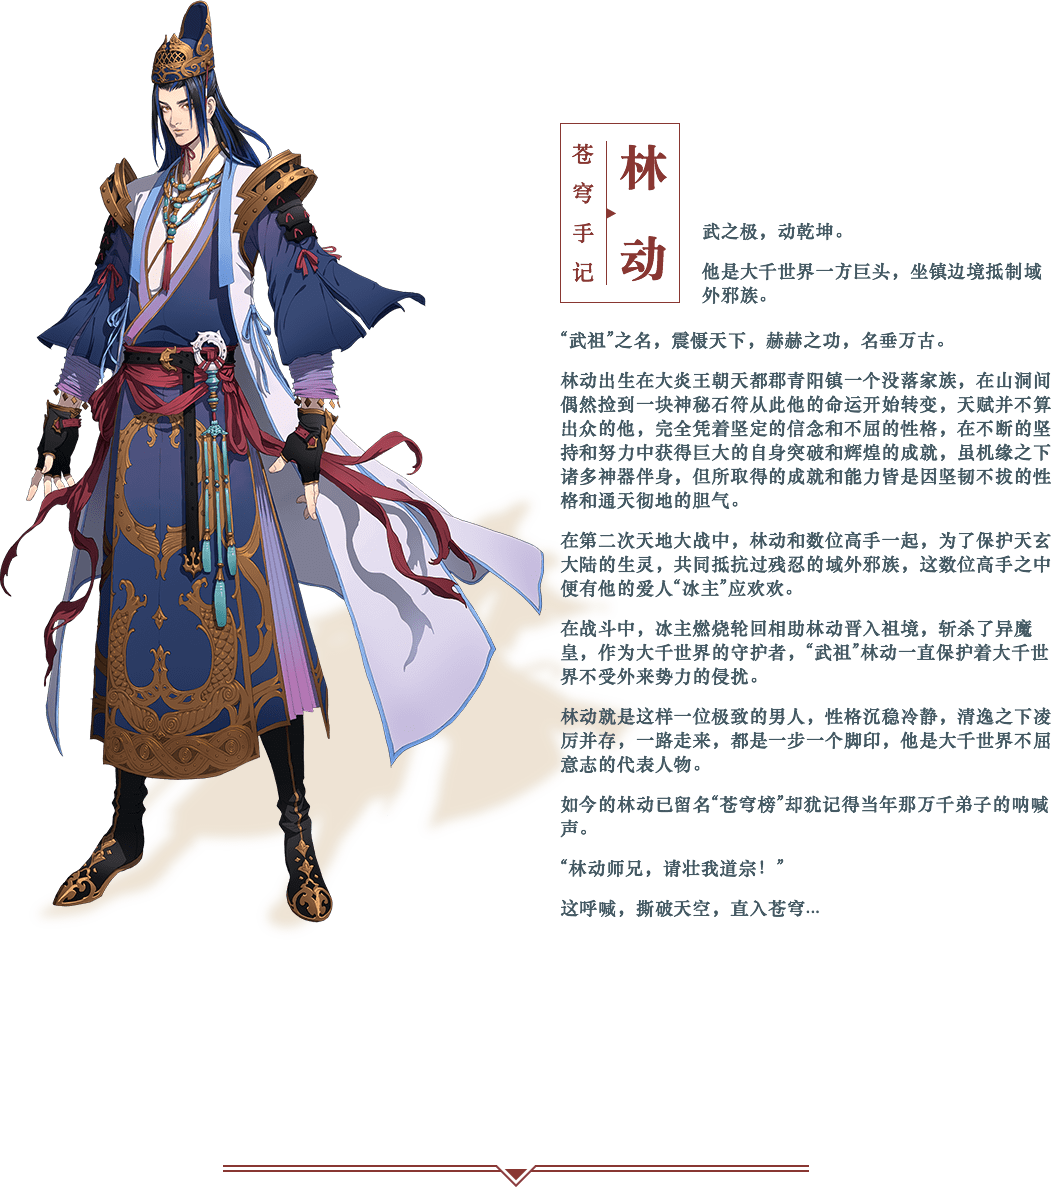 林动
苍穹手记
武之极，动乾坤。
他是大千世界一方巨头，坐镇边境抵制域
外邪族。
“武祖”之名，震慑天下，赫赫之功，名垂万古。
林动出生在大炎王朝天都郡青阳镇一个没落家族，在山洞间
偶然捡到一块神秘石符从此他的命运开始转变，天赋并不算
出众的他，完全凭着坚定的信念和不屈的性格，在不断的坚
持和努力中获得巨大的自身突破和辉煌的成就，虽机缘之下
诸多神器伴身，但所取得的成就和能力皆是因坚韧不拔的性
格和通天彻地的胆气。
在第二次天地大战中，林动和数位高手一起，为了保护天玄
大陆的生灵，共同抵抗过残忍的域外邪族，这数位高手之中
便有他的爱人“冰主”应欢欢。
在战斗中，冰主燃烧轮回相助林动晋入祖境，斩杀了异魔
皇，作为大千世界的守护者，“武祖”林动一直保护着大千世
界不受外来势力的侵扰。
林动就是这样一位极致的男人，性格沉稳冷静，清逸之下凌
厉并存，一路走来，都是一步一个脚印，他是大千世界不屈
意志的代表人物。
如今的林动已留名“苍穹榜”却犹记得当年那万千弟子的呐喊
声。
“林动师兄，请壮我道宗！”
这呼喊，撕破天空，直入苍穹...